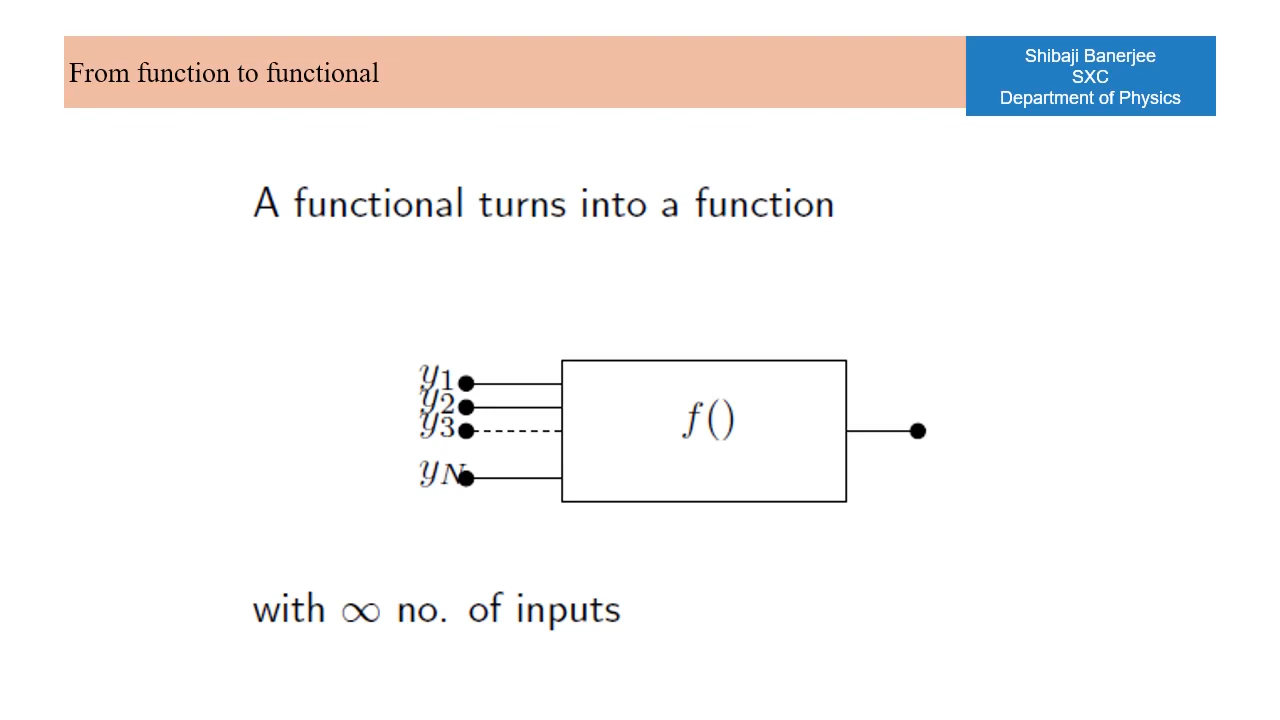 From function to functional
Shibaji Banerjee
SXC
Department of Physics
A functional turns into a function
y1
y2
y3
yN
f()
with ∞ no. of inputs